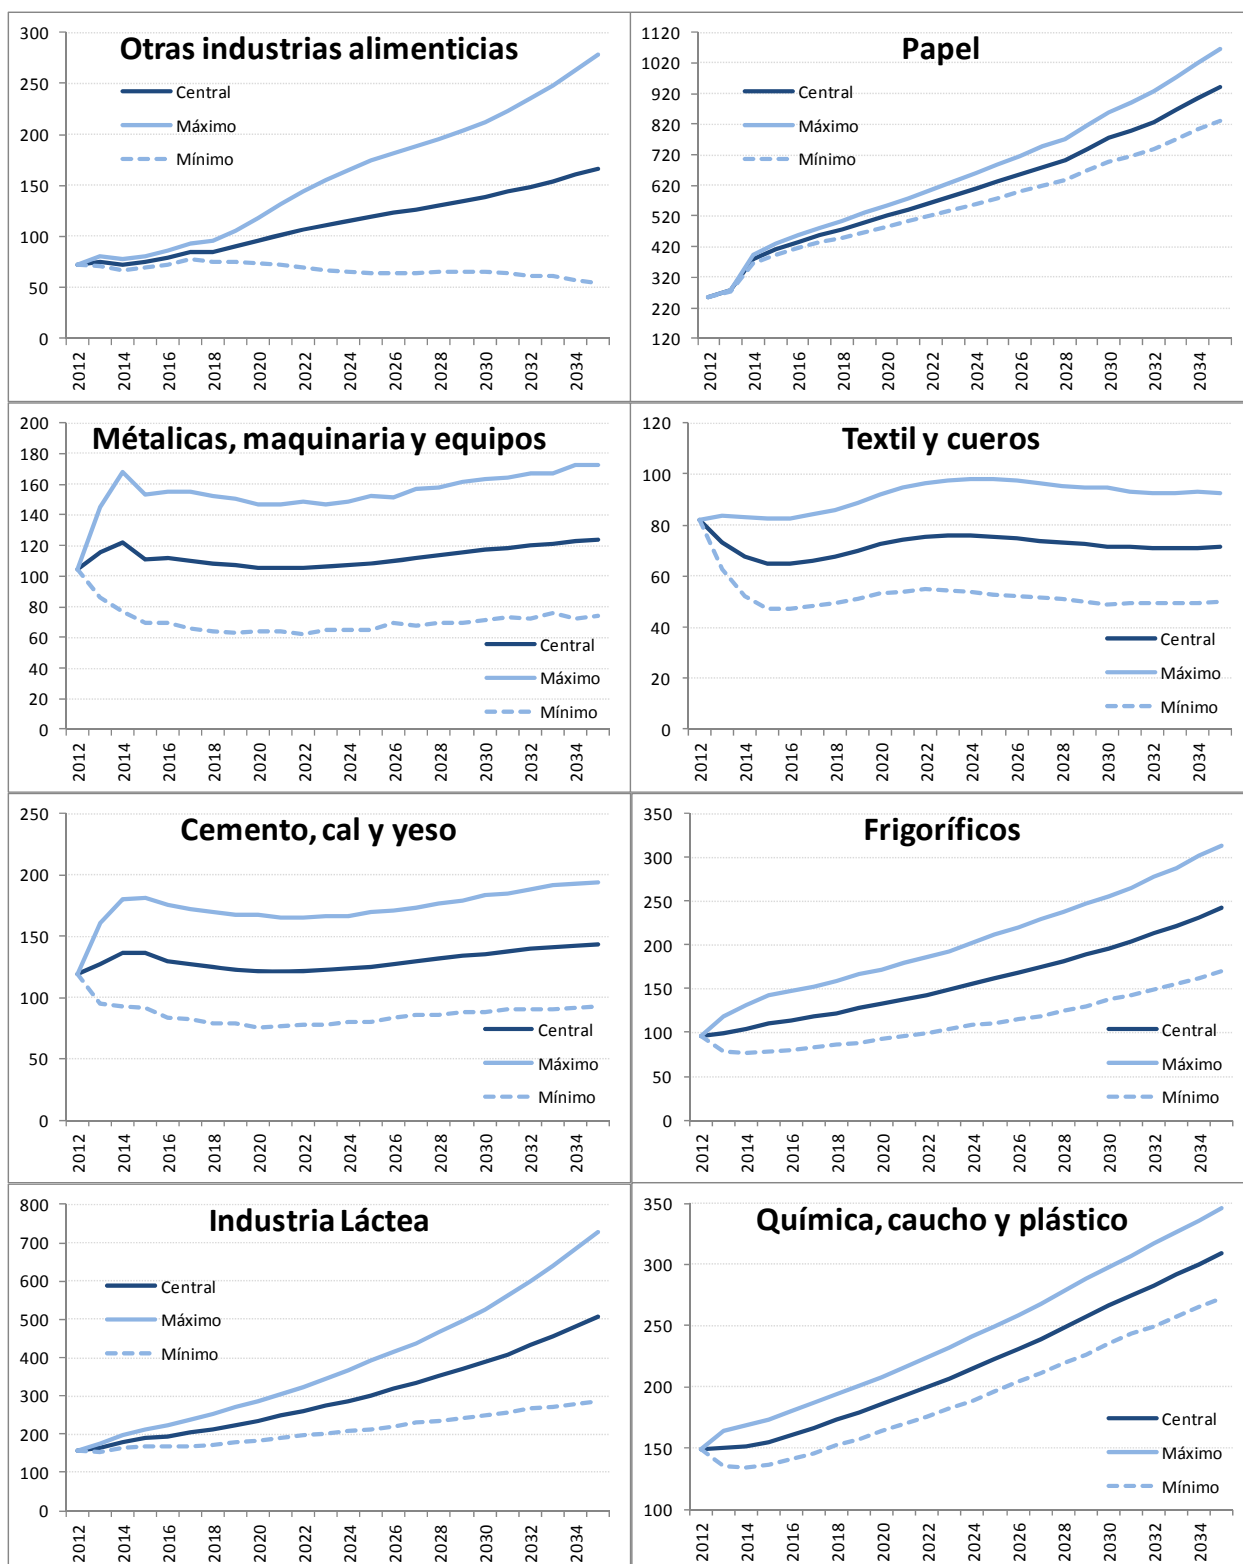 Otras industrias alimenticias
300
250
200
150
100
50
0
Central
Máximo
Mínimo
2012 2014 2016 2018 2020 2022 2024 2026 2028 2030 2032 2034
Papel
1120
1020
920
820
720
620
520
420
320
220
120
Central
Máximo
Mínimo
2012 2014 2016 2018 2020 2022 2024 2026 2028 2030 2032 2034
Métalicas, maquinaria y equipos
200
180
160
140
120
100
80
60
40
20
0
Central
Máximo
Mínimo
2012 2014 2016 2018 2020 2022 2024 2026 2028 2030 2032 2034
Textil y cueros
120
100
80
60
40
20
0
Central
Máximo
Mínimo
2012 2014 2016 2018 2020 2022 2024 2026 2028 2030 2032 2034
Cemento, cal y yeso
250
200
150
100
50
0
Central
Máximo
Mínimo
2012 2014 2016 2018 2020 2022 2024 2026 2028 2030 2032 2034
Frigoríficos
350
300
250
200
150
100
50
0
Central
Máximo
Mínimo
2012 2014 2016 2018 2020 2022 2024 2026 2028 2030 2032 2034
Industria Láctea
800
700
600
500
400
300
200
100
0
Central
Máximo
Mínimo
2012 2014 2016 2018 2020 2022 2024 2026 2028 2030 2032 2034
Química, caucho y plástico
350
300
250
200
150
100
Central
Máximo
Mínimo
2012 2014 2016 2018 2020 2022 2024 2026 2028 2030 2032 2034